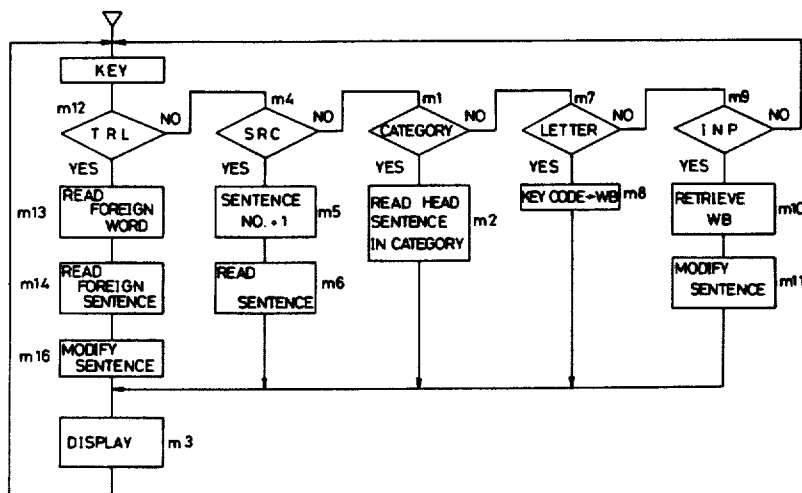 KEY
m12
TRL
NO
YES
m4
SRC
NO
YES
m1
CATEGORY
NO
YES
m7
LETTER
NO
YES
m9
INP
NO
YES
m13
READ
FOREIGN
WORD
SENTENCE
NO.+1
m5
READ HEAD
SENTENCE
IN CATEGORY
m2
KEY CODE→WB
m8
RETRIEVE
WB
m10
m14
READ
FOREIGN
SENTENCE
READ
SENTENCE
m6
MODIFY
SENTENCE
m11
m16
MODIFY
SENTENCE
DISPLAY
m3